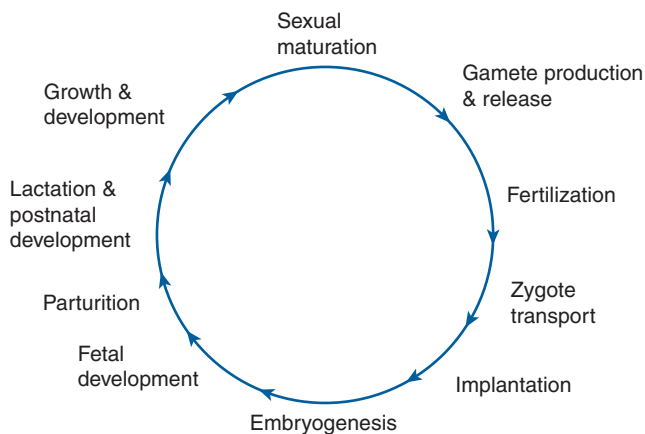 Sexual
maturation
Gamete production
& release
Fertilization
Zygote
transport
Implantation
Embryogenesis
Fetal
development
Parturition
Lactation &
postnatal
development
Growth &
development